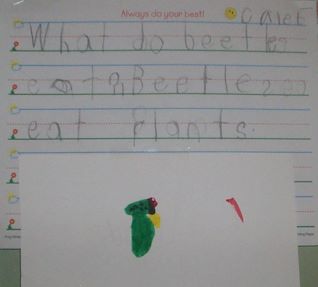 Always do your best!
Caleb
What do beetles
eat? Beetles
eat plants.